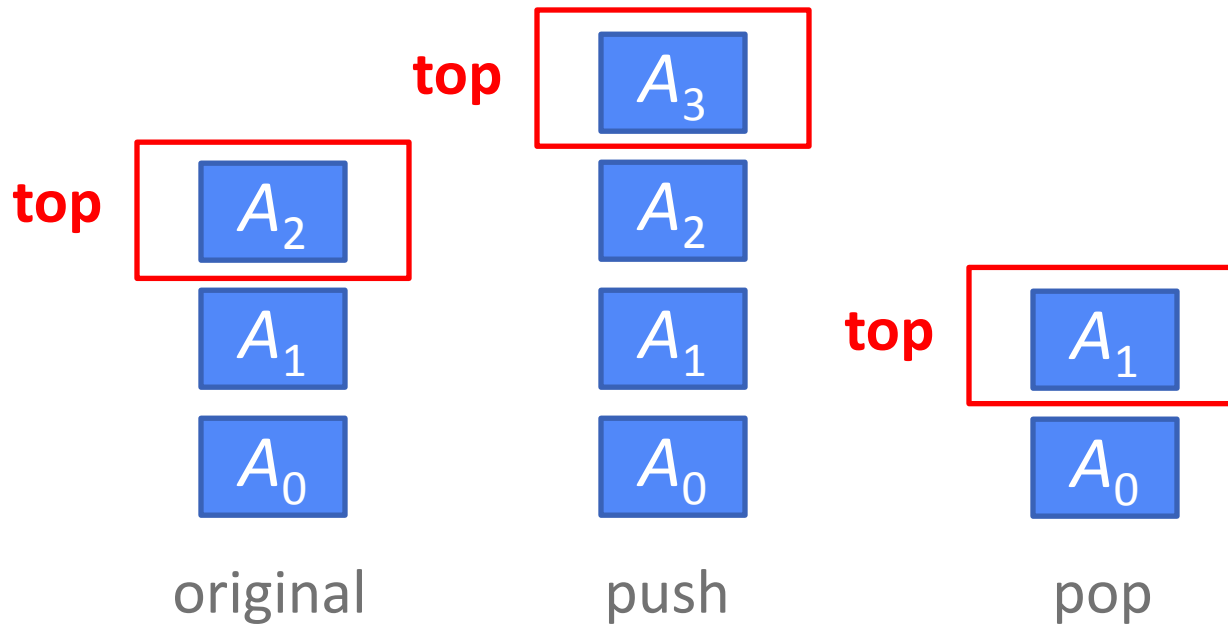 top
A₂
A₁
A₀
original
top
A₃
A₂
A₁
A₀
push
top
A₁
A₀
pop